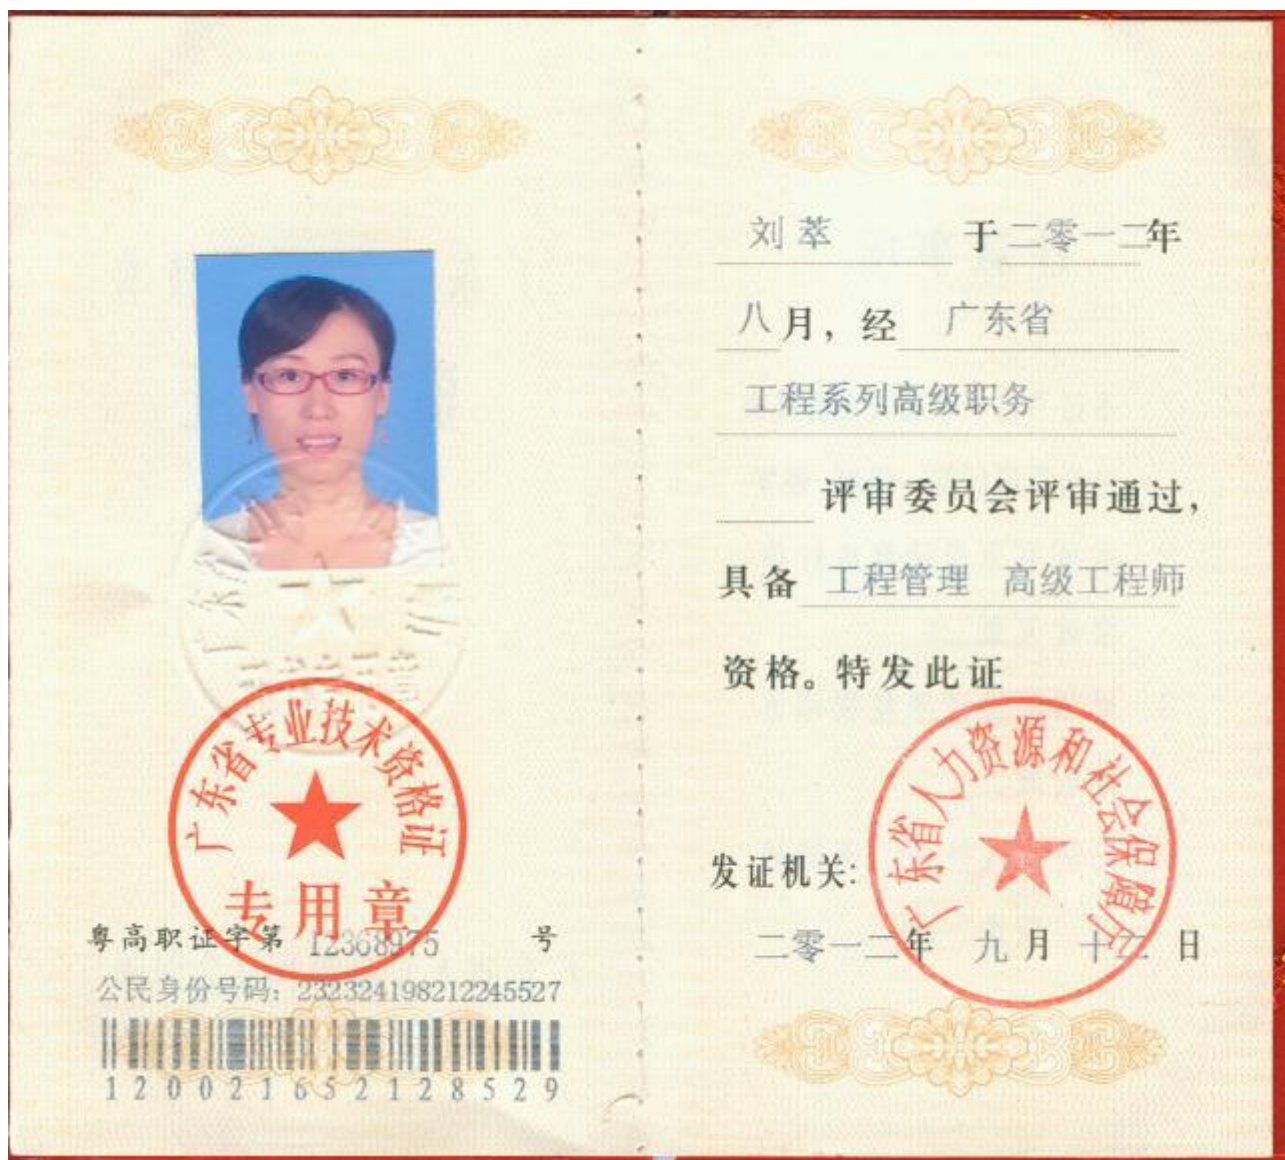 广东省专业技术资格证
专用章
粤高职证字第 12368975 号
公民身份号码：232324198212245527
120021652128529
刘萃 于二零一二年
八月，经 广东省
工程系列高级职务
评审委员会评审通过，
具备 工程管理 高级工程师
资格。特发此证
广东省人力资源和社会保障厅
发证机关：
二零一二年 九月 十二日